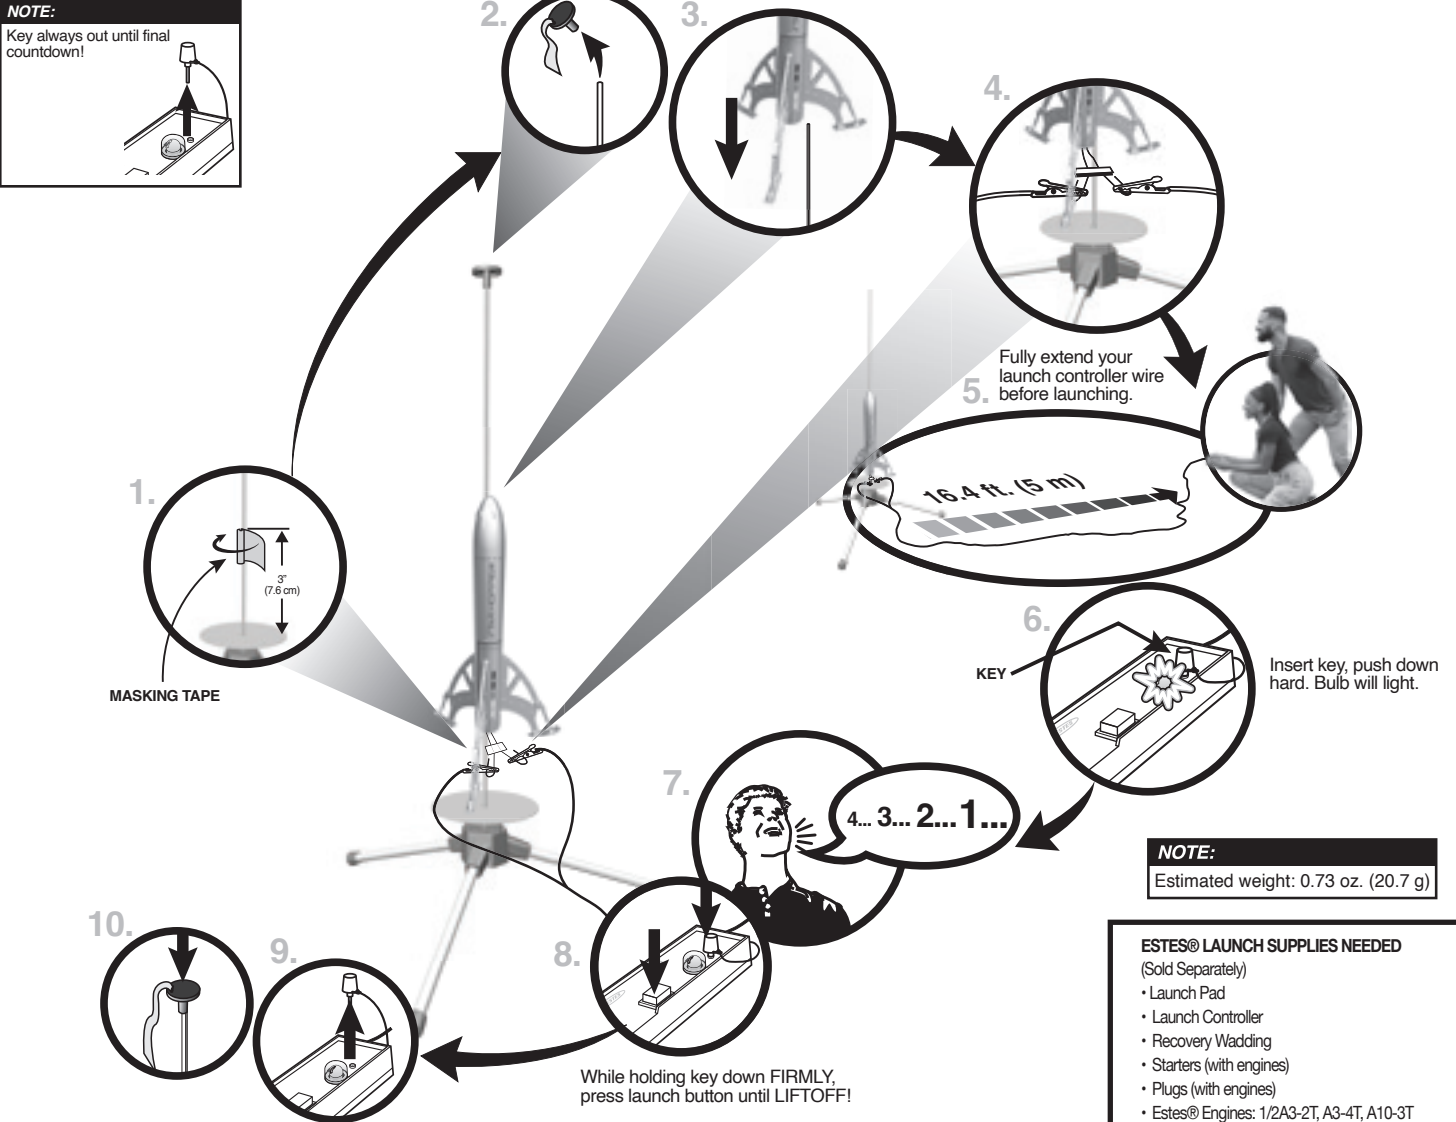 NOTE:
Key always out until final
countdown!
2.
3.
4.
5.
Fully extend your
launch controller wire
before launching.
16.4 ft. (5 m)
1.
3"
(7.6 cm)
MASKING TAPE
6.
KEY
Insert key, push down
hard. Bulb will light.
7.
4... 3... 2...1...
NOTE:
Estimated weight: 0.73 oz. (20.7 g)
10.
9.
8.
While holding key down FIRMLY,
press launch button until LIFTOFF!
ESTES® LAUNCH SUPPLIES NEEDED
(Sold Separately)
• Launch Pad
• Launch Controller
• Recovery Wadding
• Starters (with engines)
• Plugs (with engines)
• Estes® Engines: 1/2A3-2T, A3-4T, A10-3T